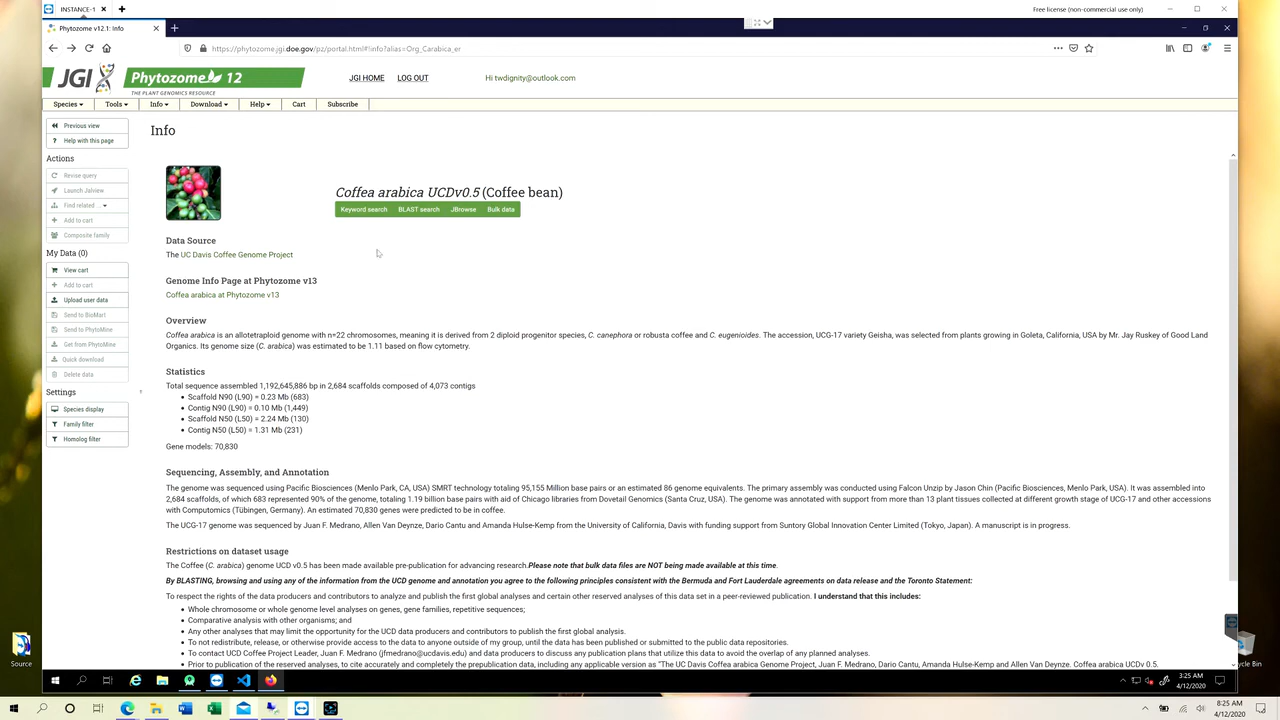 INSTANCE-1
Free license (non-commercial use only)
Phytozome v12.1: Info
https://phytozome.jgi.doe.gov/pz/portal.html#!info?alias=Org_Carabica_er
JGI
Phytozome 12
THE PLANT GENOMICS RESOURCE
JGI HOME
LOG OUT
Hi twdignity@outlook.com
Species
Tools
Info
Download
Help
Cart
Subscribe
Previous view
Help with this page
Actions
Revise query
Launch Jalview
Find related ...
Add to cart
Composite family
My Data (0)
View cart
Add to cart
Upload user data
Send to BioMart
Send to PhytoMine
Get from PhytoMine
Quick download
Delete data
Settings
Species display
Family filter
Homolog filter
Info
Coffea arabica UCDv0.5 (Coffee bean)
Keyword search
BLAST search
JBrowse
Bulk data
Data Source
The UC Davis Coffee Genome Project
Genome Info Page at Phytozome v13
Coffea arabica at Phytozome v13
Overview
Coffea arabica is an allotetraploid genome with n=22 chromosomes, meaning it is derived from 2 diploid progenitor species, C. canephora or robusta coffee and C. eugenioides. The accession, UCG-17 variety Geisha, was selected from plants growing in Goleta, California, USA by Mr. Jay Ruskey of Good Land
Organics. Its genome size (C. arabica) was estimated to be 1.11 based on flow cytometry.
Statistics
Total sequence assembled 1,192,645,886 bp in 2,684 scaffolds composed of 4,073 contigs
• Scaffold N90 (L90) = 0.23 Mb (683)
• Contig N90 (L90) = 0.10 Mb (1,449)
• Scaffold N50 (L50) = 2.24 Mb (130)
• Contig N50 (L50) = 1.31 Mb (231)
Gene models: 70,830
Sequencing, Assembly, and Annotation
The genome was sequenced using Pacific Biosciences (Menlo Park, CA, USA) SMRT technology totaling 95,155 Million base pairs or an estimated 86 genome equivalents. The primary assembly was conducted using Falcon Unzip by Jason Chin (Pacific Biosciences, Menlo Park, USA). It was assembled into
2,684 scaffolds, of which 683 represented 90% of the genome, totaling 1.19 billion base pairs with aid of Chicago libraries from Dovetail Genomics (Santa Cruz, USA). The genome was annotated with support from more than 13 plant tissues collected at different growth stage of UCG-17 and other accessions
with Computomics (Tübingen, Germany). An estimated 70,830 genes were predicted to be in coffee.
The UCG-17 genome was sequenced by Juan F. Medrano, Allen Van Deynze, Dario Cantu and Amanda Hulse-Kemp from the University of California, Davis with funding support from Suntory Global Innovation Center Limited (Tokyo, Japan). A manuscript is in progress.
Restrictions on dataset usage
The Coffee (C. arabica) genome UCD v0.5 has been made available pre-publication for advancing research.Please note that bulk data files are NOT being made available at this time.
By BLASTING, browsing and using any of the information from the UCD genome and annotation you agree to the following principles consistent with the Bermuda and Fort Lauderdale agreements on data release and the Toronto Statement:
To respect the rights of the data producers and contributors to analyze and publish the first global analyses and certain other reserved analyses of this data set in a peer-reviewed publication. I understand that this includes:
• Whole chromosome or whole genome level analyses on genes, gene families, repetitive sequences;
• Comparative analysis with other organisms; and
• Any other analyses that may limit the opportunity for the UCD data producers and contributors to publish the first global analysis.
• To not redistribute, release, or otherwise provide access to the data to anyone outside of my group, until the data has been published or submitted to the public data repositories.
• To contact UCD Coffee Project Leader, Juan F. Medrano (jfmedrano@ucdavis.edu) and data producers to discuss any publication plans that utilize this data to avoid the overlap of any planned analyses.
• Prior to publication of the reserved analyses, to cite accurately and completely the prepublication data, including any applicable version as "The UC Davis Coffea arabica Genome Project, Juan F. Medrano, Dario Cantu, Amanda Hulse-Kemp and Allen Van Deynze. Coffea arabica UCDv 0.5.
Source
cycle Bin
3:25 AM
4/12/2020
8:25 AM
4/12/2020